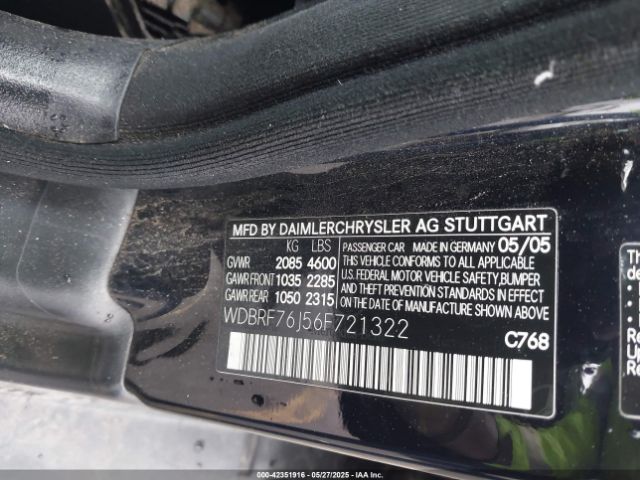 MFD BY DAIMLERCHRYSLER AG STUTTGART
KG LBS
GVWR 2085 4600
GAWR FRONT 1035 2285
GAWR REAR 1050 2315
PASSENGER CAR MADE IN GERMANY 05/05
THIS VEHICLE CONFORMS TO ALL APPLICABLE
U.S. FEDERAL MOTOR VEHICLE SAFETY, BUMPER
AND THEFT PREVENTION STANDARDS IN EFFECT
ON THE DATE OF MANUFACTURE SHOWN ABOVE.
WDBRF76J56F721322
C768
000-42351916 - 05/27/2025 - IAA Inc.